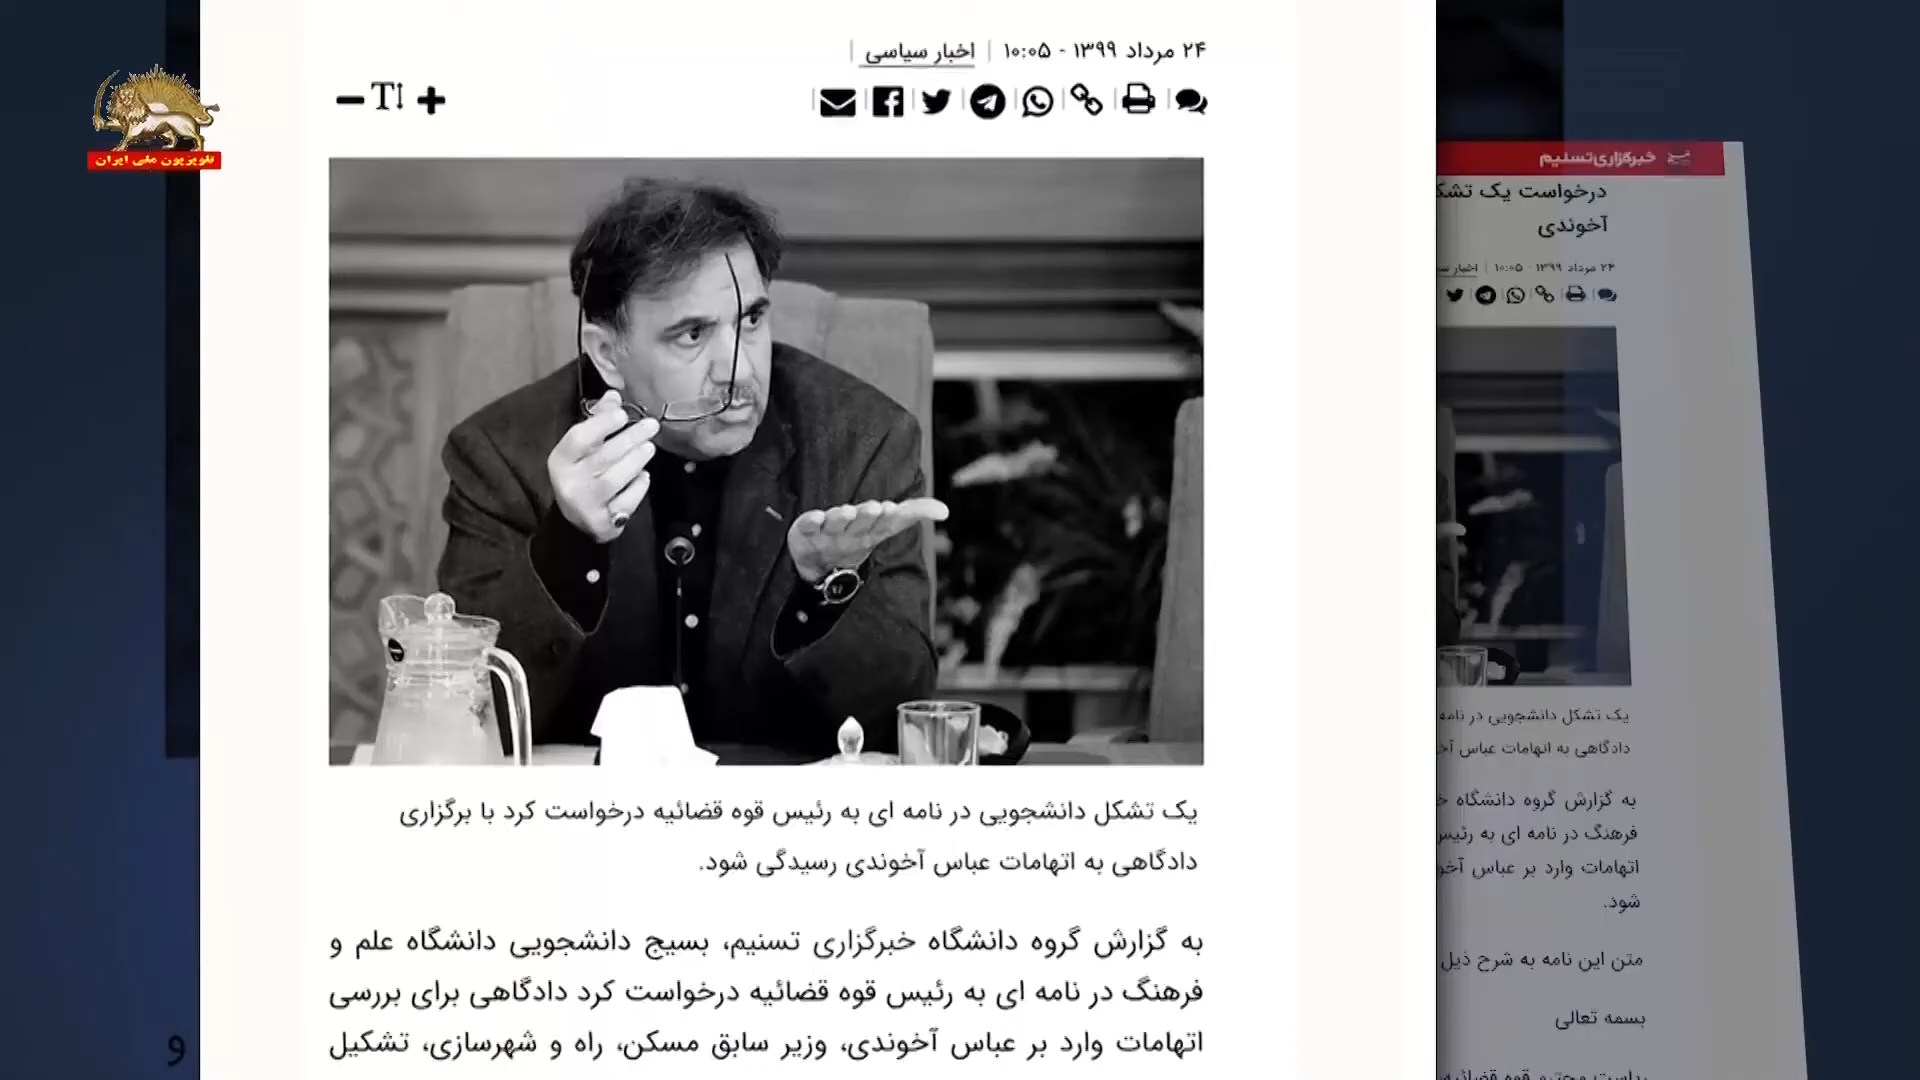 ۲۴ مرداد ۱۳۹۹ - ۱۰:۰۵ | اخبار سیاسی |
T
تلویزیون ملی ایران
یک تشکل دانشجویی در نامه ای به رئیس قوه قضائیه درخواست کرد با برگزاری
دادگاهی به اتهامات عباس آخوندی رسیدگی شود.
به گزارش گروه دانشگاه خبرگزاری تسنیم، بسیج دانشجویی دانشگاه علم و
فرهنگ در نامه ای به رئیس قوه قضائیه درخواست کرد دادگاهی برای بررسی
اتهامات وارد بر عباس آخوندی، وزیر سابق مسکن، راه و شهرسازی، تشکیل
خبرگزاری تسنیم
درخواست یک
آخوندی
۲۴ مرداد ۱۳۹۹ - ۱۰:۰۵ | اخبار
یک تشکل دانشجویی در نامه
دادگاهی به اتهامات عباس
به گزارش گروه دانشگاه
فرهنگ در نامه ای به رئیس
اتهامات وارد بر عباس
شود.
متن این نامه به شرح ذیل
بسمه تعالی
و